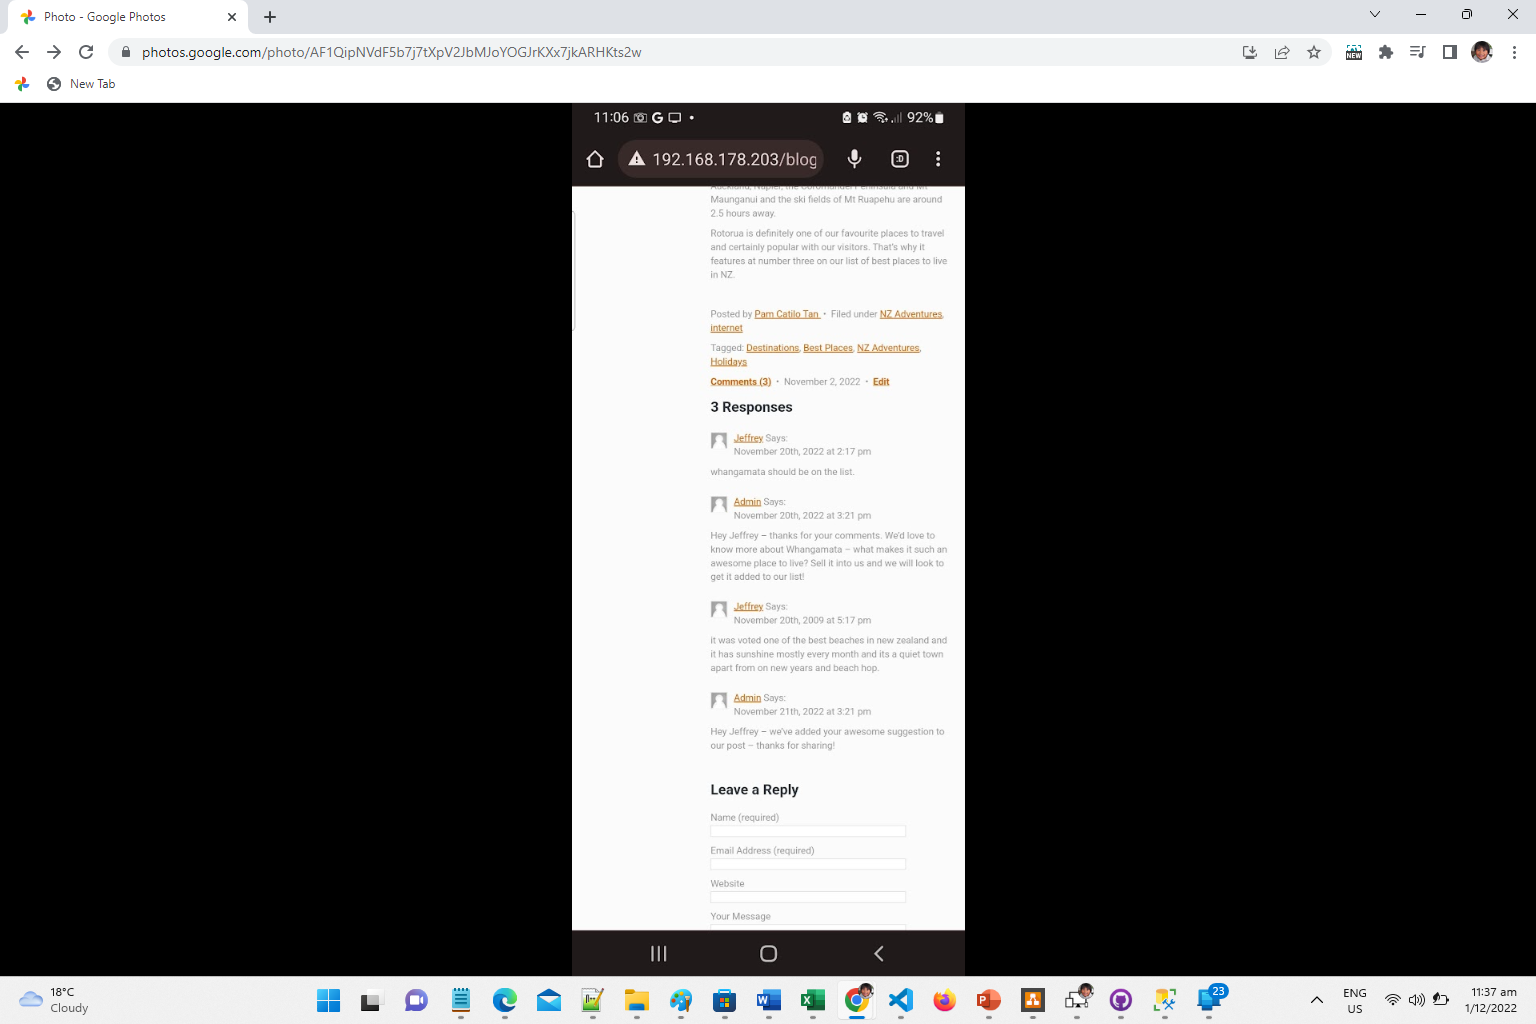 Photo - Google Photos
photos.google.com/photo/AF1QipNVdF5b7j7tXpV2JbMJoYOGJrKXx7jkARHKts2w
NEW
New Tab
11:06
92%
192.168.178.203/blog
:D
Auckland, Napier, the Coromandel Peninsula and Mt
Maunganui and the ski fields of Mt Ruapehu are around
2.5 hours away.
Rotorua is definitely one of our favourite places to travel
and certainly popular with our visitors. That's why it
features at number three on our list of best places to live
in NZ.
Posted by Pam Catilo Tan • Filed under NZ Adventures,
internet
Tagged: Destinations, Best Places, NZ Adventures,
Holidays
Comments (3) • November 2, 2022 • Edit
3 Responses
Jeffrey Says:
November 20th, 2022 at 2:17 pm
whangamata should be on the list.
Admin Says:
November 20th, 2022 at 3:21 pm
Hey Jeffrey – thanks for your comments. We'd love to
know more about Whangamata – what makes it such an
awesome place to live? Sell it into us and we will look to
get it added to our list!
Jeffrey Says:
November 20th, 2009 at 5:17 pm
it was voted one of the best beaches in new zealand and
it has sunshine mostly every month and its a quiet town
apart from on new years and beach hop.
Admin Says:
November 21th, 2022 at 3:21 pm
Hey Jeffrey – we've added your awesome suggestion to
our post – thanks for sharing!
Leave a Reply
Name (required)
Email Address (required)
Website
Your Message
18°C
Cloudy
23
ENG
US
11:37 am
1/12/2022